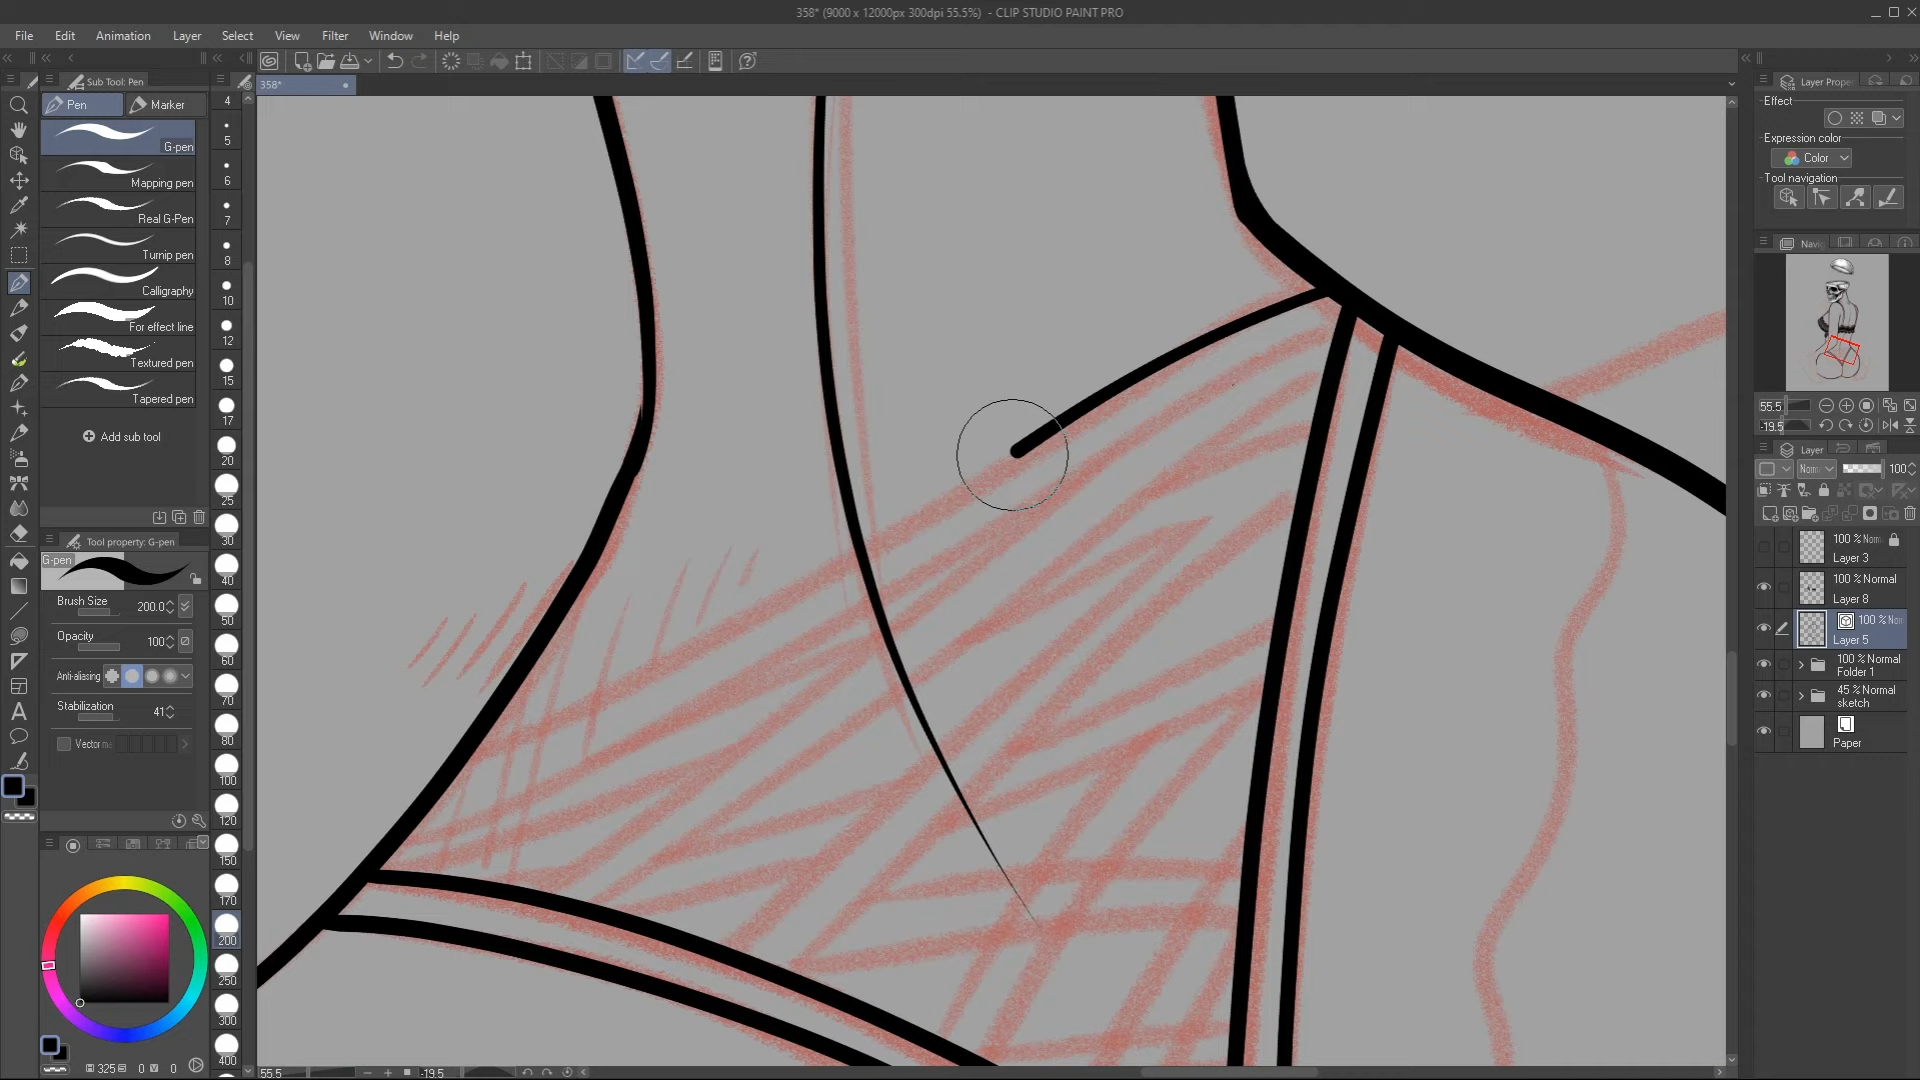 358* (9000 x 12000px 300dpi 55.5%) - CLIP STUDIO PAINT PRO
File Edit Animation Layer Select View Filter Window Help
Sub Tool: Pen
358*
Pen Marker
G-pen
Mapping pen
Real G-Pen
Turnip pen
Calligraphy
For effect line
Textured pen
Tapered pen
Add sub tool
Tool property: G-pen
G-pen
Brush Size 200.0
Opacity 100
Anti-aliasing
Stabilization 41
Vector m
325 S 0 V 0
4
5
6
7
8
10
12
15
17
20
25
30
40
50
60
70
80
100
120
150
170
200
250
300
400
55.5 -19.5
Layer Prope
Effect
Expression color
Color
Tool navigation
Navig
55.5
-19.5
Layer
Norm 100
100 % Norm
Layer 3
100 % Normal
Layer 8
100 % Nor
Layer 5
100 % Normal
Folder 1
45 % Normal
sketch
Paper